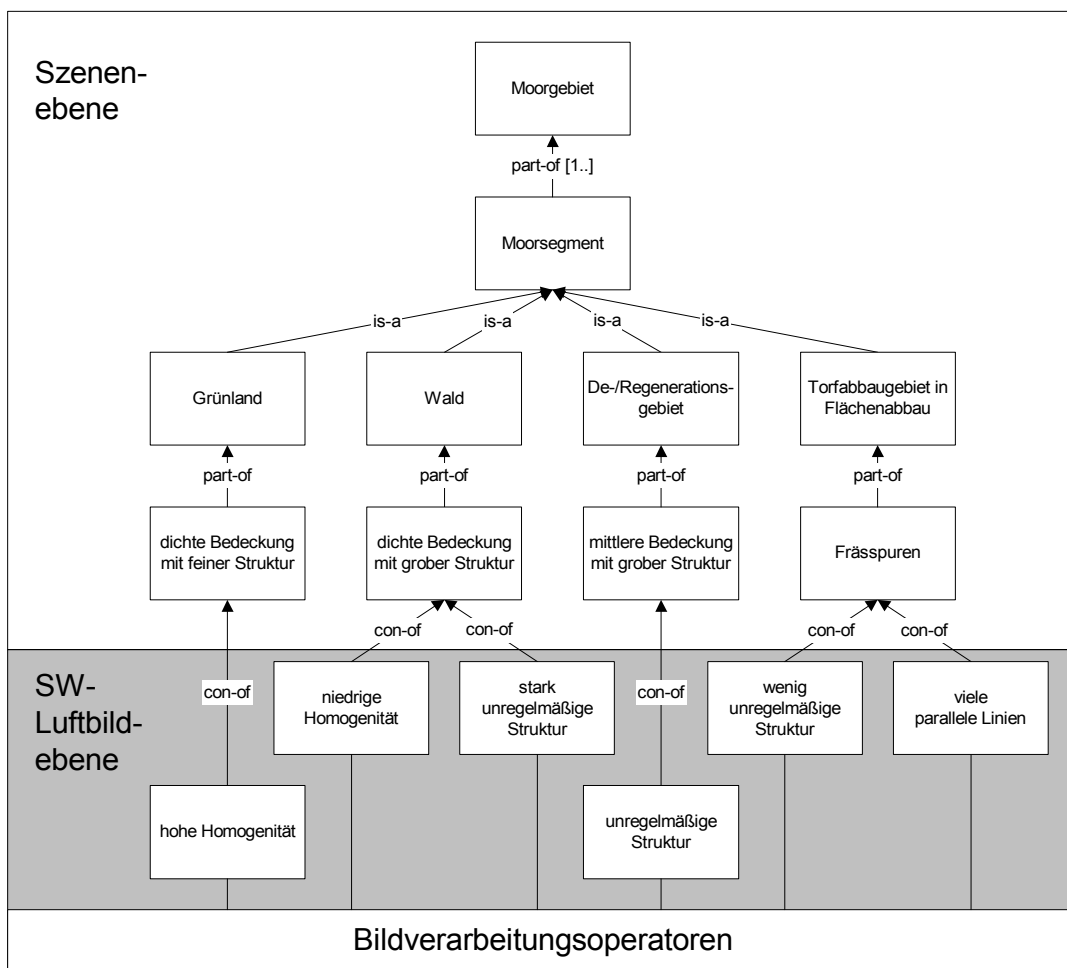 Szenen-
ebene
Moorgebiet
part-of [1..]
Moorsegment
is-a
is-a
is-a
is-a
Grünland
Wald
De-/Regenerations-
gebiet
Torfabbaugebiet in
Flächenabbau
part-of
part-of
part-of
part-of
dichte Bedeckung
mit feiner Struktur
dichte Bedeckung
mit grober Struktur
mittlere Bedeckung
mit grober Struktur
Frässpuren
con-of
con-of
con-of
con-of
SW-
Luftbild-
ebene
con-of
niedrige
Homogenität
stark
unregelmäßige
Struktur
con-of
wenig
unregelmäßige
Struktur
viele
parallele Linien
hohe Homogenität
unregelmäßige
Struktur
Bildverarbeitungsoperatoren